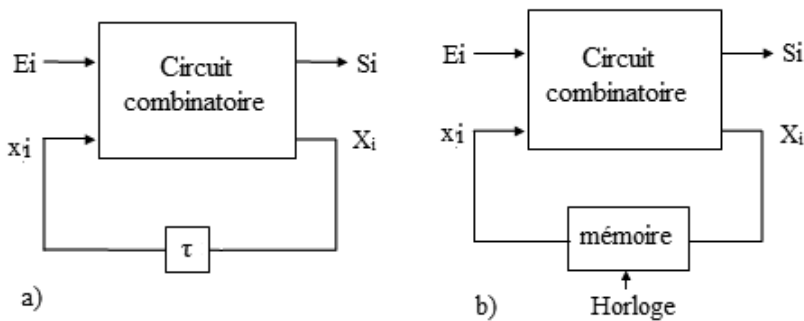 Ei
Circuit
combinatoire
Si
xi
Xi
τ
a)
Ei
Circuit
combinatoire
Si
xi
Xi
mémoire
Horloge
b)